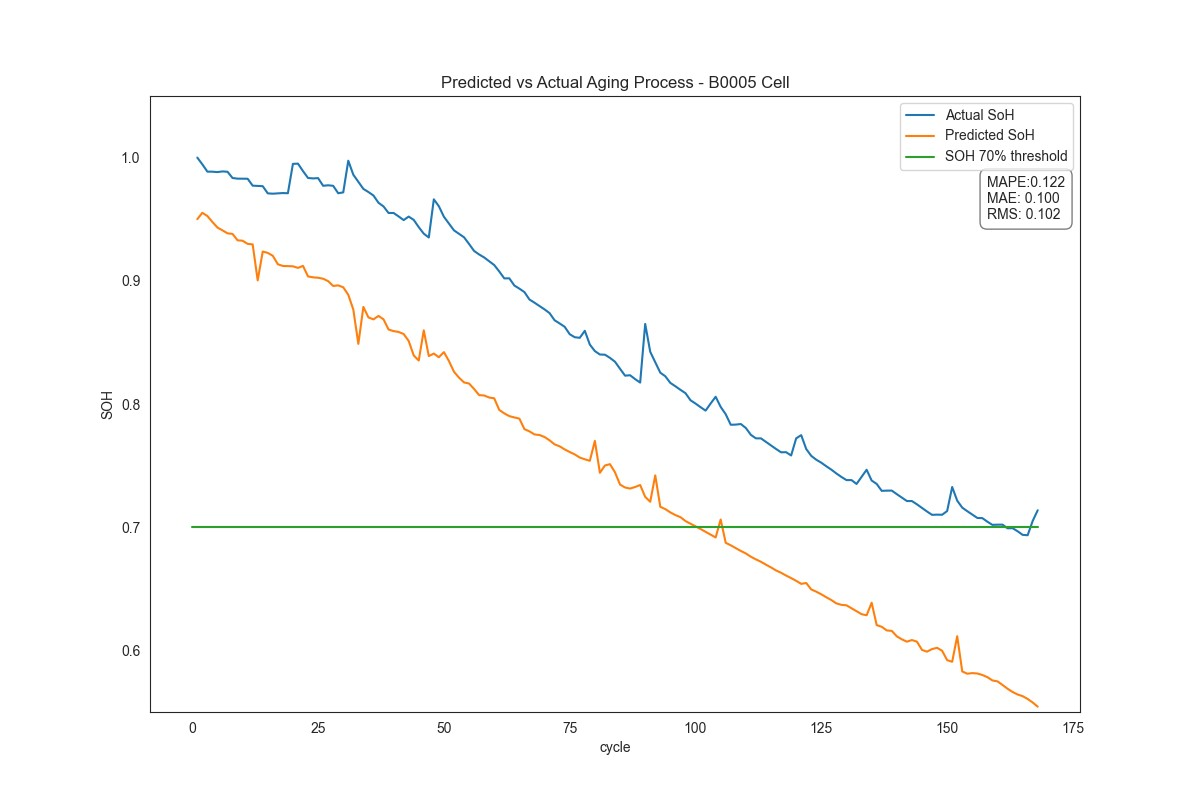 Predicted vs Actual Aging Process - B0005 Cell
Actual SoH
Predicted SoH
SOH 70% threshold
MAPE:0.122
MAE: 0.100
RMS: 0.102
1.0
0.9
0.8
0.7
0.6
SOH
0 25 50 75 100 125 150 175
cycle